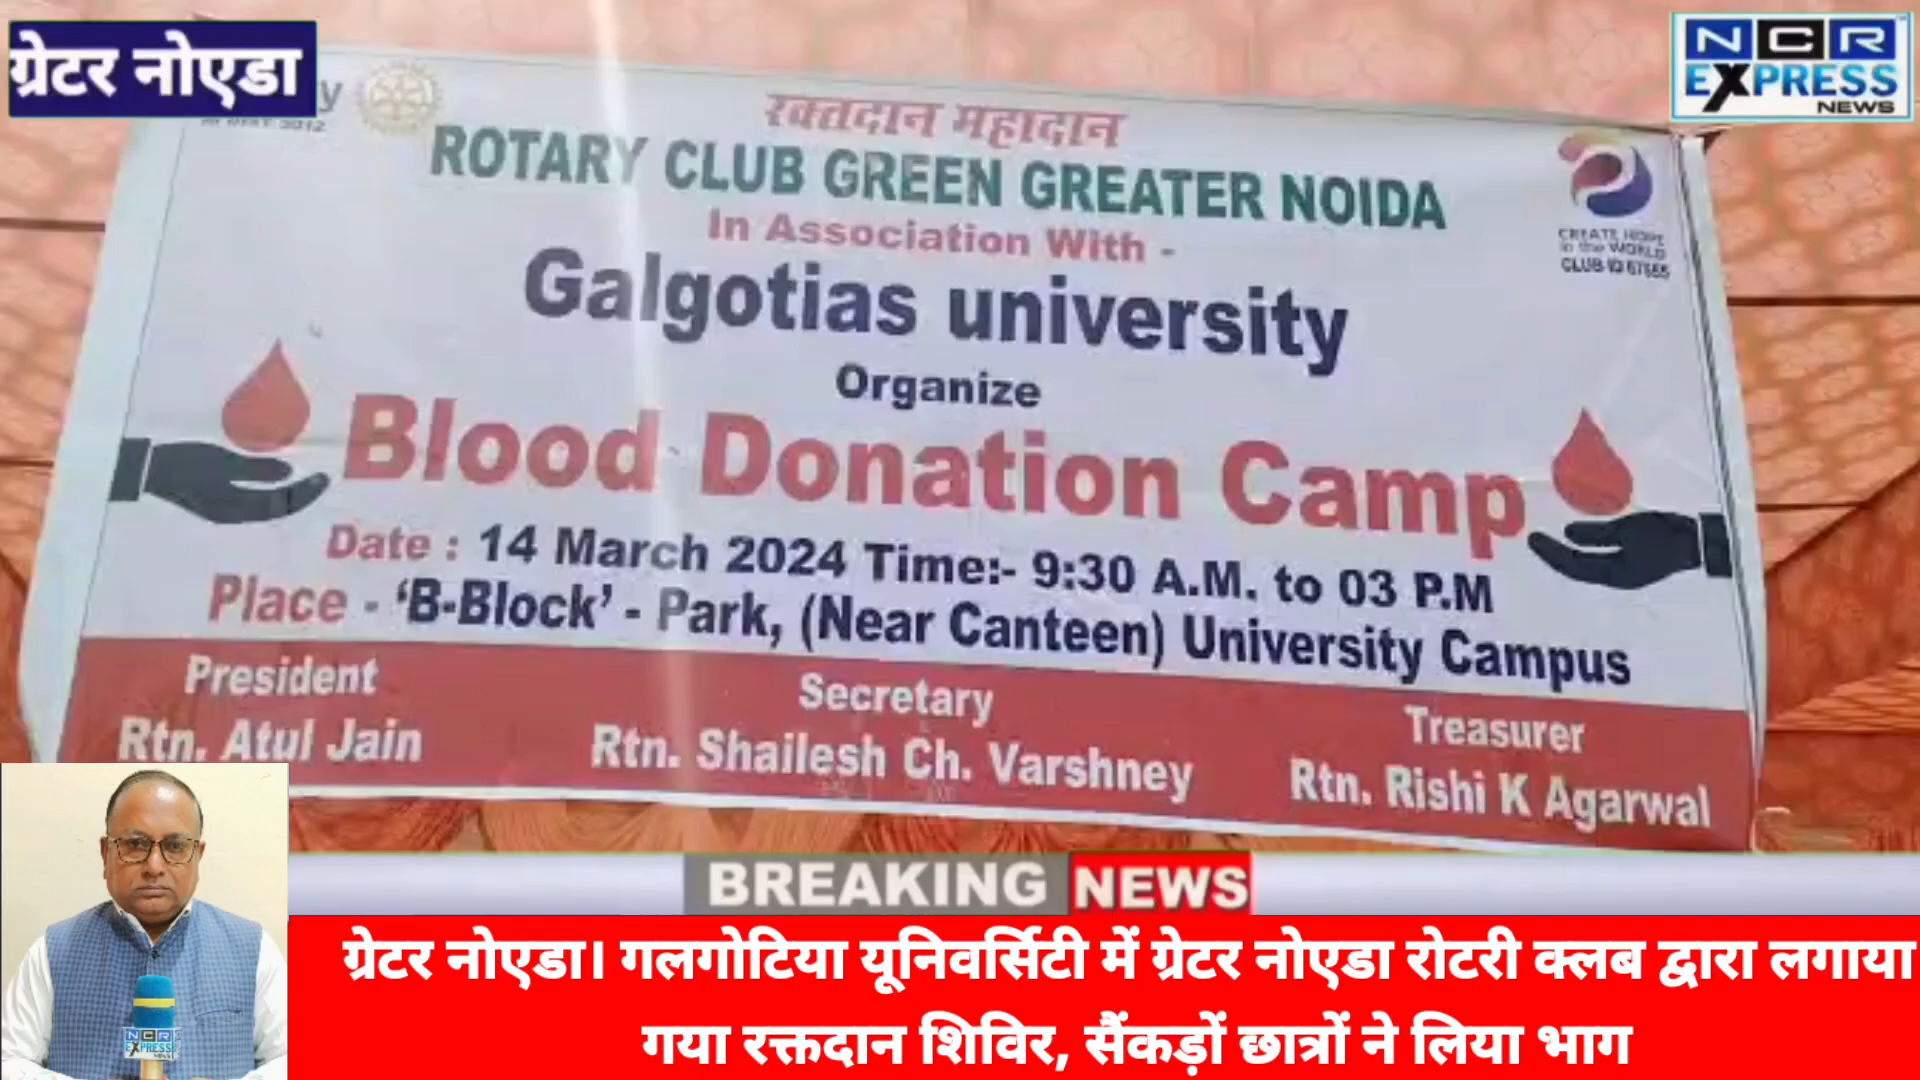 ग्रेटर नोएडा
NCR
EXPRESS
NEWS
रक्तदान महादान
ROTARY CLUB GREEN GREATER NOIDA
In Association With -
CREATE HOPE
in the WORLD
Galgotias university
Organize
Blood Donation Camp
Date : 14 March 2024 Time:- 9:30 A.M. to 03 P.M
Place - ‘B-Block’ - Park, (Near Canteen) University Campus
President
Secretary
Treasurer
Rtn. Atul Jain
Rtn. Shailesh Ch. Varshney
Rtn. Rishi K Agarwal
BREAKING NEWS
NCR
EXPRESS
NEWS
ग्रेटर नोएडा। गलगोटिया यूनिवर्सिटी में ग्रेटर नोएडा रोटरी क्लब द्वारा लगाया
गया रक्तदान शिविर, सैंकड़ों छात्रों ने लिया भाग